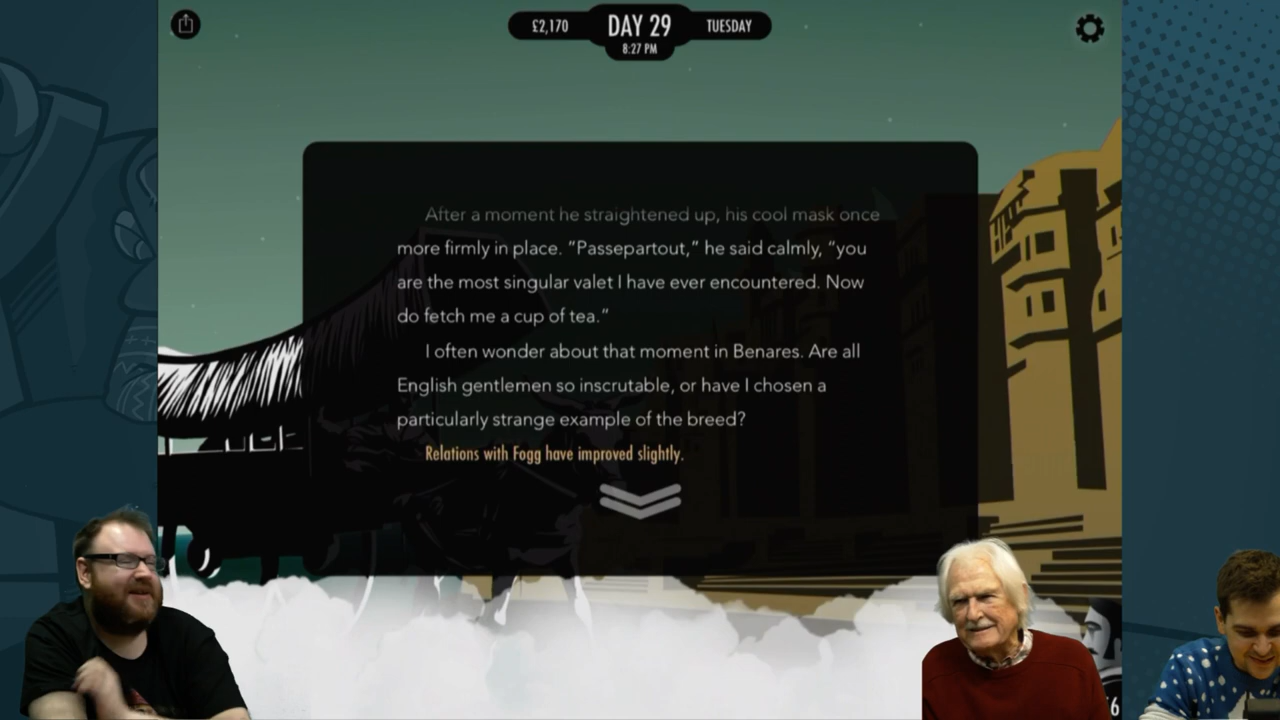 £2,170
DAY 29
TUESDAY
8:27 PM
After a moment he straightened up, his cool mask once
more firmly in place. “Passepartout,” he said calmly, “you
are the most singular valet I have ever encountered. Now
do fetch me a cup of tea.”
I often wonder about that moment in Benares. Are all
English gentlemen so inscrutable, or have I chosen a
particularly strange example of the breed?
Relations with Fogg have improved slightly.